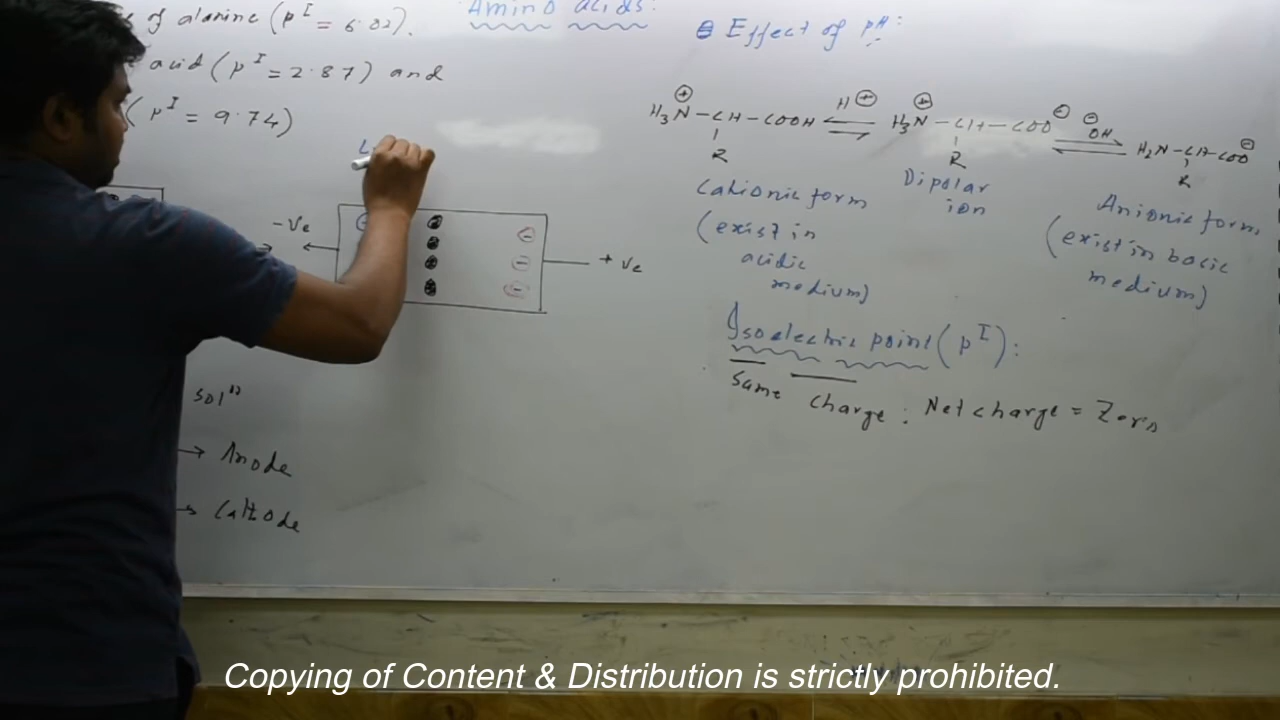 of alanine (pI = 6.02).
acid (pI = 2.87) and
(pI = 9.74)
Amino acids:
Effect of pH:
H3N⊕ – CH – COOH ⇌ H⊕ H3N⊕ – CH – COO⊖ ⇌ ⊖OH H2N – CH – COO⊖
R R R
Cationic form
(exist in
acidic
medium)
Dipolar
ion
Anionic form
(exist in basic
medium)
Isoelectric point (pI):
Same charge : Net charge = Zero
-Ve
+ Ve
L
soln
→ Anode
→ Cathode
Copying of Content & Distribution is strictly prohibited.